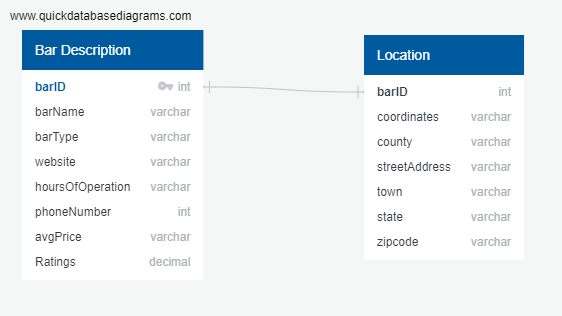 www.quickdatabasediagrams.com
Bar Description
barID int
barName varchar
barType varchar
website varchar
hoursOfOperation varchar
phoneNumber int
avgPrice varchar
Ratings decimal
Location
barID int
coordinates varchar
county varchar
streetAddress varchar
town varchar
state varchar
zipcode varchar